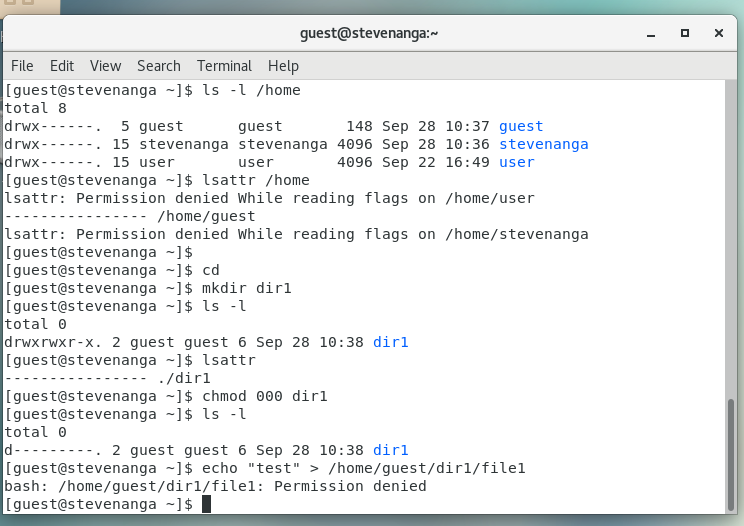 guest@stevenanga:~
File Edit View Search Terminal Help
[guest@stevenanga ~]$ ls -l /home
total 8
drwx------.  5 guest      guest       148 Sep 28 10:37 guest
drwx------. 15 stevenanga stevenanga 4096 Sep 28 10:36 stevenanga
drwx------. 15 user       user       4096 Sep 22 16:49 user
[guest@stevenanga ~]$ lsattr /home
lsattr: Permission denied While reading flags on /home/user
---------------- /home/guest
lsattr: Permission denied While reading flags on /home/stevenanga
[guest@stevenanga ~]$
[guest@stevenanga ~]$ cd
[guest@stevenanga ~]$ mkdir dir1
[guest@stevenanga ~]$ ls -l
total 0
drwxrwxr-x. 2 guest guest 6 Sep 28 10:38 dir1
[guest@stevenanga ~]$ lsattr
---------------- ./dir1
[guest@stevenanga ~]$ chmod 000 dir1
[guest@stevenanga ~]$ ls -l
total 0
d---------. 2 guest guest 6 Sep 28 10:38 dir1
[guest@stevenanga ~]$ echo "test" > /home/guest/dir1/file1
bash: /home/guest/dir1/file1: Permission denied
[guest@stevenanga ~]$